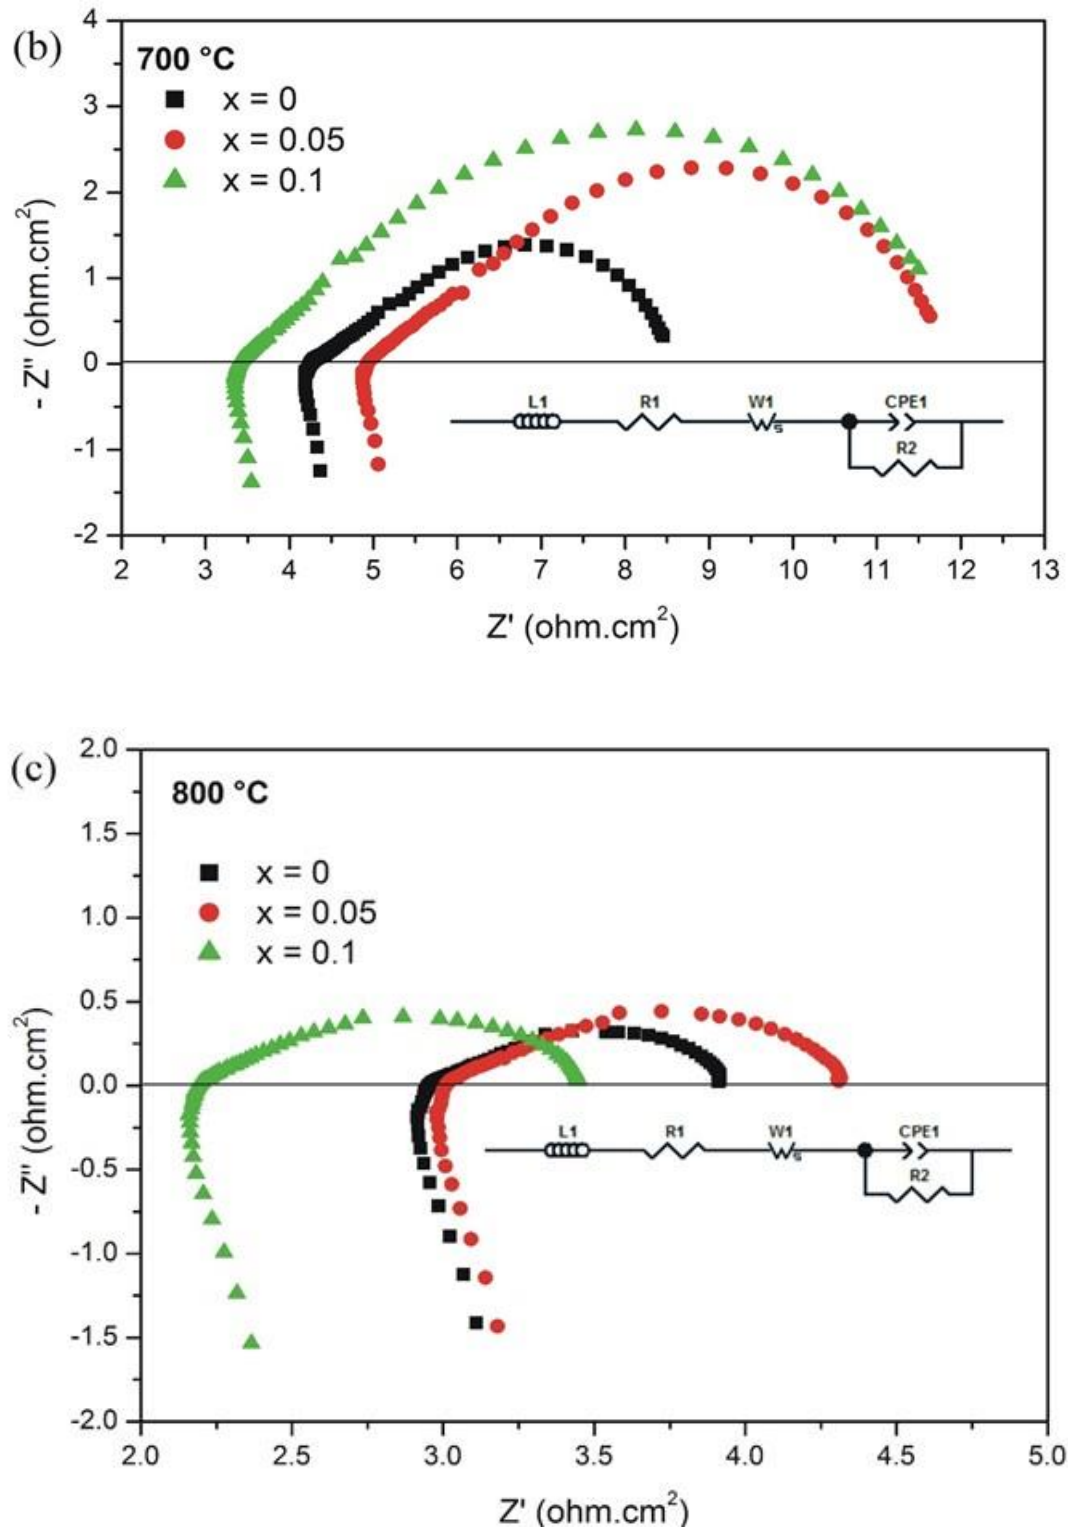 (b)
700 °C
x = 0
x = 0.05
x = 0.1
- Z" (ohm.cm²)
4
3
2
1
0
-1
-2
L1
R1
W1
s
CPE1
R2
2 3 4 5 6 7 8 9 10 11 12 13
Z' (ohm.cm²)
(c)
800 °C
x = 0
x = 0.05
x = 0.1
- Z" (ohm.cm²)
2.0
1.5
1.0
0.5
0.0
-0.5
-1.0
-1.5
-2.0
L1
R1
W1
s
CPE1
R2
2.0 2.5 3.0 3.5 4.0 4.5 5.0
Z' (ohm.cm²)